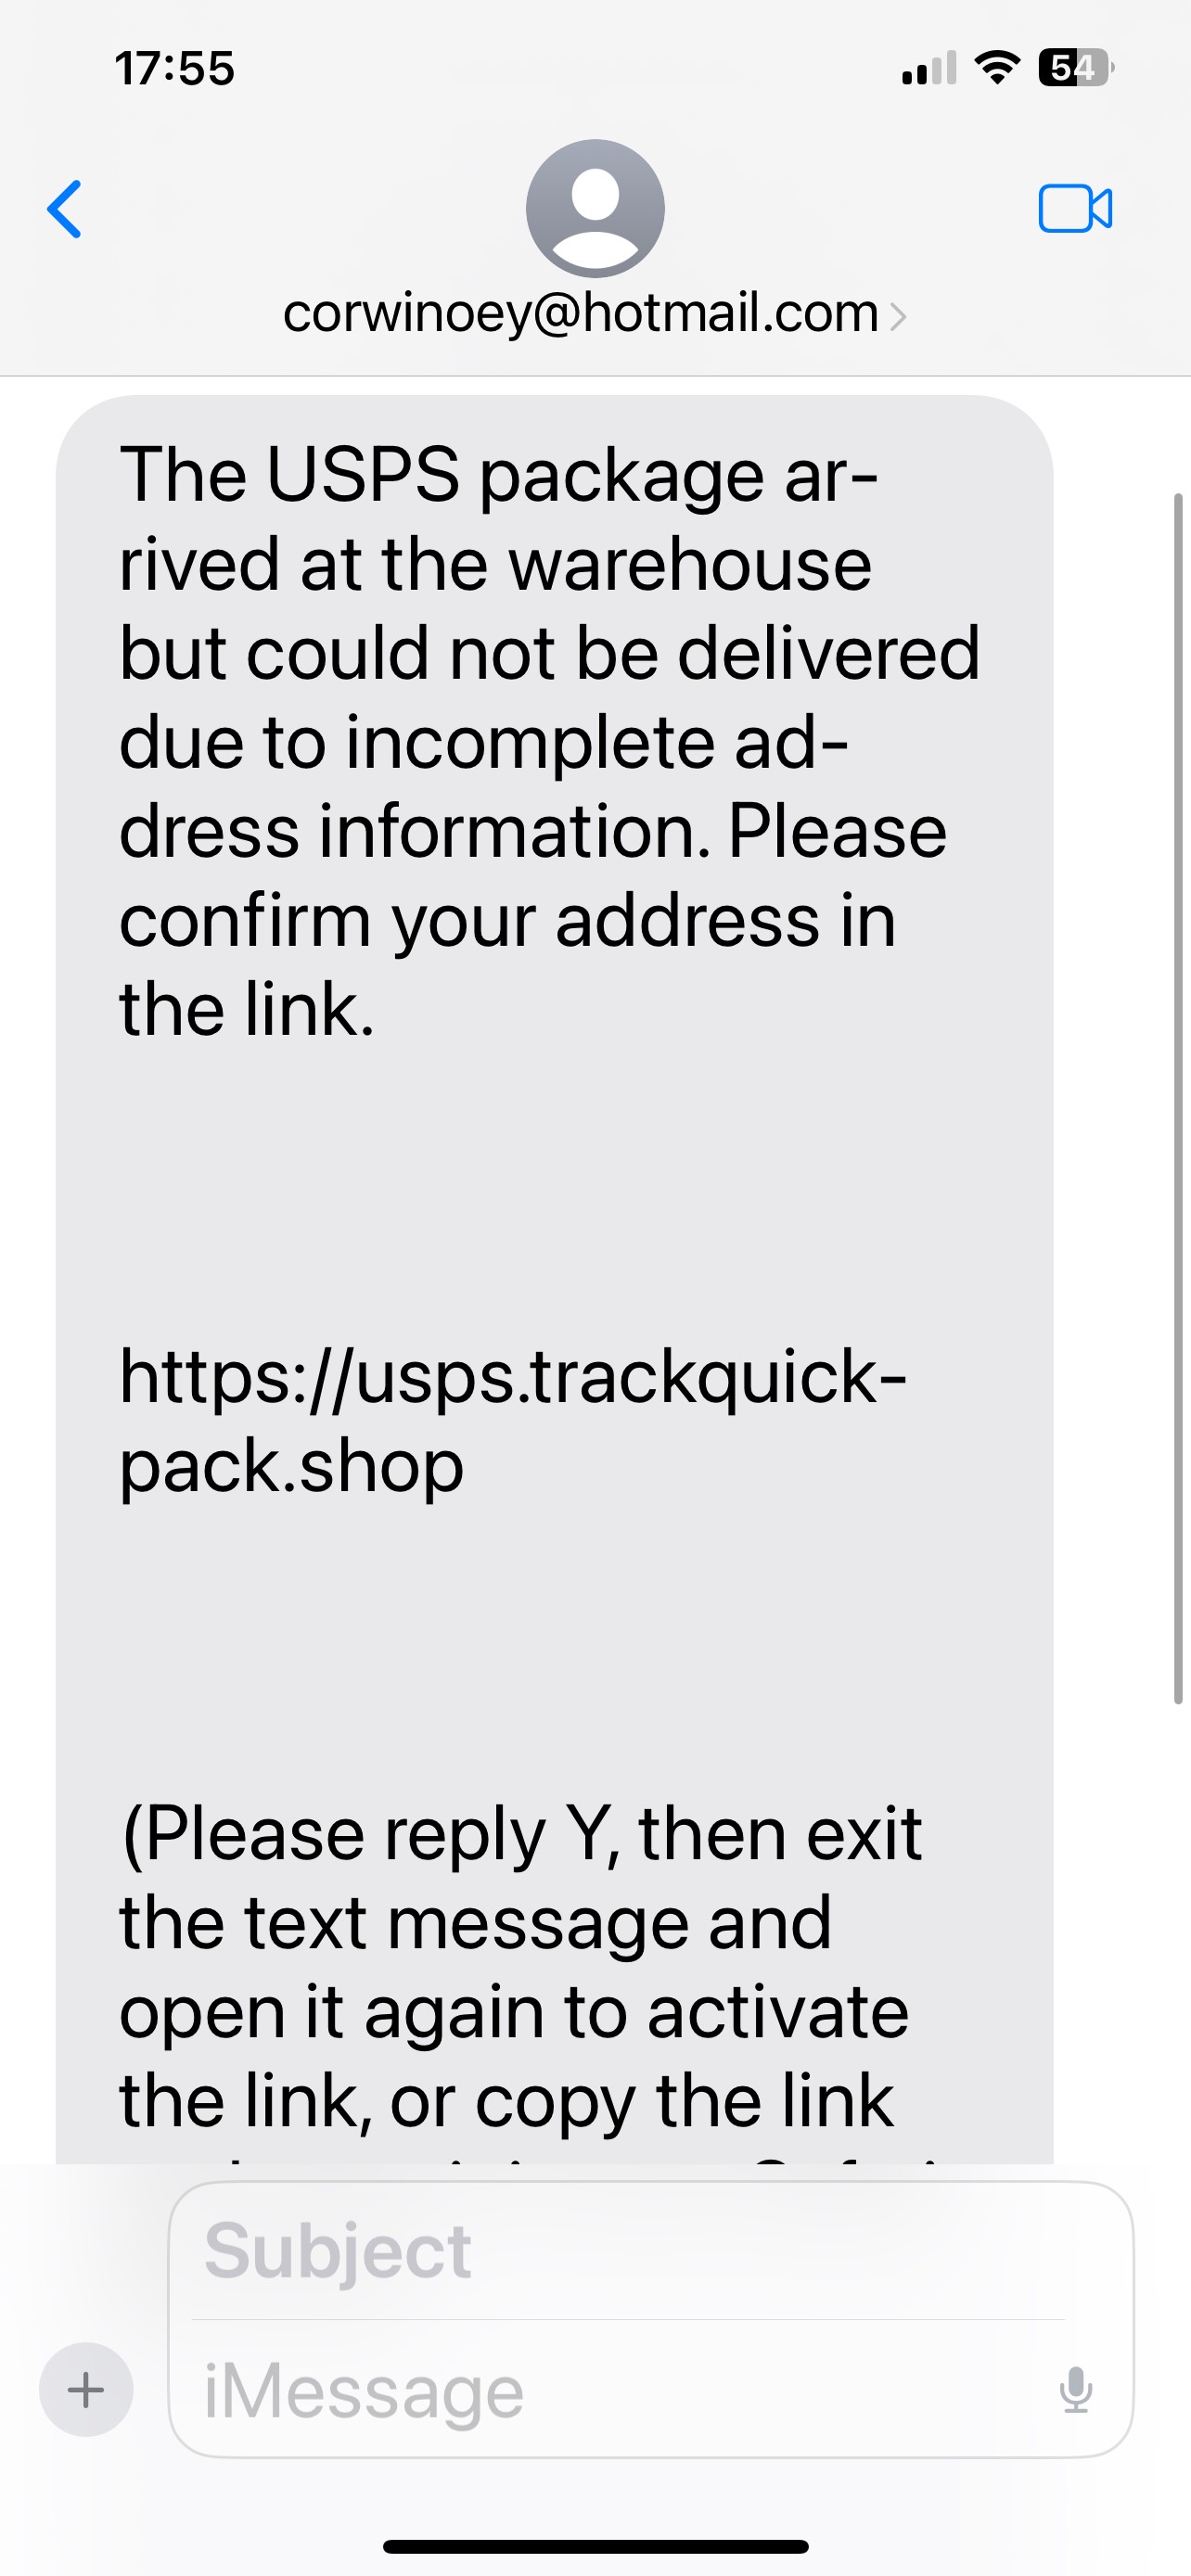 17:55
54
corwinoey@hotmail.com
The USPS package ar-
rived at the warehouse
but could not be delivered
due to incomplete ad-
dress information. Please
confirm your address in
the link.
https://usps.trackquick-
pack.shop
(Please reply Y, then exit
the text message and
open it again to activate
the link, or copy the link
Subject
iMessage